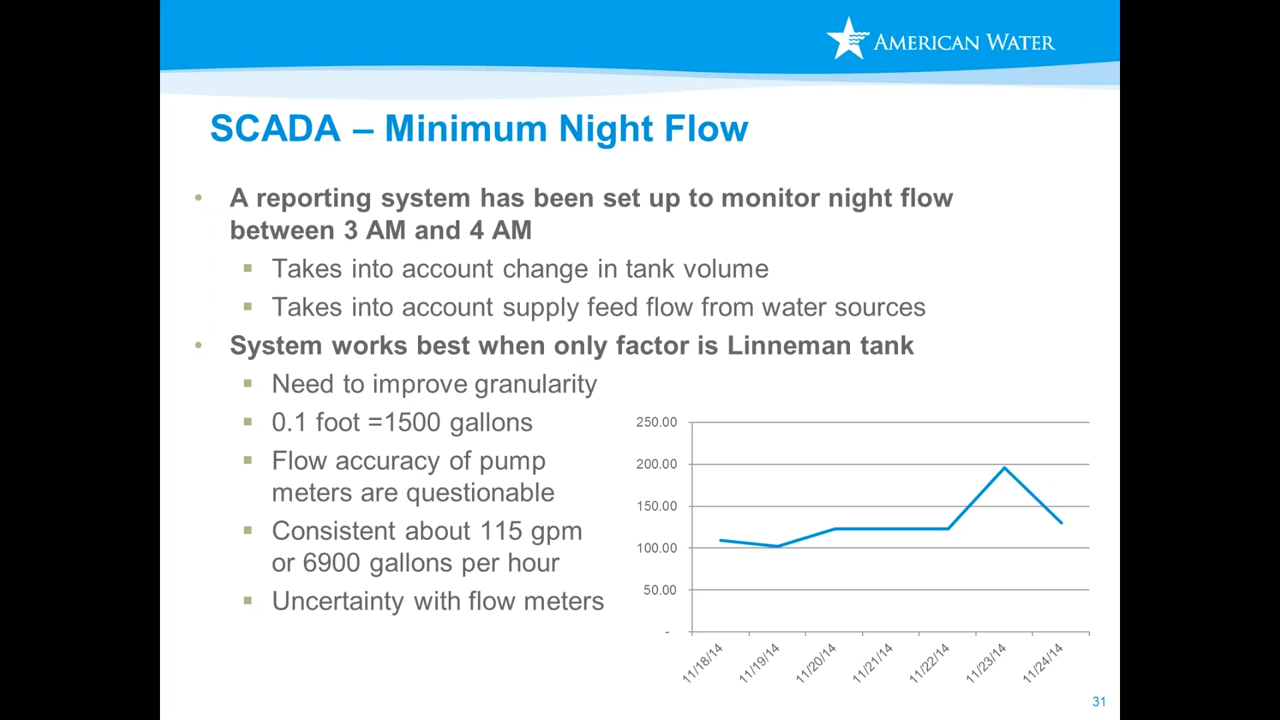 AMERICAN WATER
SCADA – Minimum Night Flow
• A reporting system has been set up to monitor night flow
between 3 AM and 4 AM
▪ Takes into account change in tank volume
▪ Takes into account supply feed flow from water sources
• System works best when only factor is Linneman tank
▪ Need to improve granularity
▪ 0.1 foot =1500 gallons
▪ Flow accuracy of pump
meters are questionable
▪ Consistent about 115 gpm
or 6900 gallons per hour
▪ Uncertainty with flow meters
250.00
200.00
150.00
100.00
50.00
-
11/18/14
11/19/14
11/20/14
11/21/14
11/22/14
11/23/14
11/24/14
31